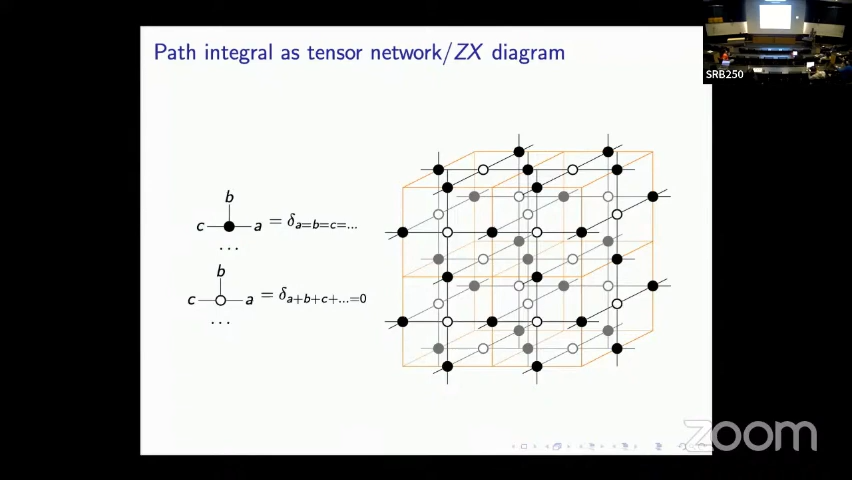 Path integral as tensor network/ZX diagram
SRB250
b
c a = δa=b=c=...
...
b
c a = δa+b+c+...=0
...
zoom